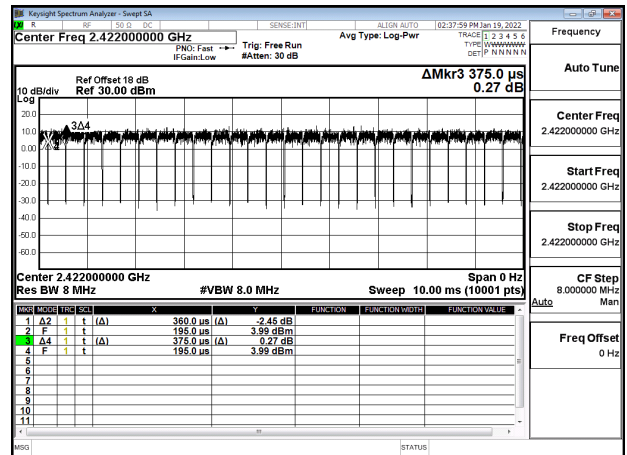 Keysight Spectrum Analyzer - Swept SA
LXI R RF 50 Ω DC SENSE:INT ALIGN AUTO 02:37:59 PM Jan 19, 2022
Center Freq 2.422000000 GHz
PNO: Fast
IFGain:Low
Trig: Free Run
#Atten: 30 dB
Avg Type: Log-Pwr
TRACE 1 2 3 4 5 6
TYPE WWWWWW
DET P NNNNN
Frequency
Auto Tune
Center Freq
2.422000000 GHz
Start Freq
2.422000000 GHz
Stop Freq
2.422000000 GHz
CF Step
8.000000 MHz
Auto Man
Freq Offset
0 Hz
ΔMkr3 375.0 µs
0.27 dB
Ref Offset 18 dB
10 dB/div Ref 30.00 dBm
Log
20.0
10.0
0.00
-10.0
-20.0
-30.0
-40.0
-50.0
-60.0
3Δ4
Center 2.422000000 GHz Span 0 Hz
Res BW 8 MHz #VBW 8.0 MHz Sweep 10.00 ms (10001 pts)
MKR MODE TRC SCL X Y FUNCTION FUNCTION WIDTH FUNCTION VALUE
1 Δ2 1 t (Δ) 360.0 µs (Δ) -2.45 dB
2 F 1 t 195.0 µs 3.99 dBm
3 Δ4 1 t (Δ) 375.0 µs (Δ) 0.27 dB
4 F 1 t 195.0 µs 3.99 dBm
5
6
7
8
9
10
11
MSG STATUS